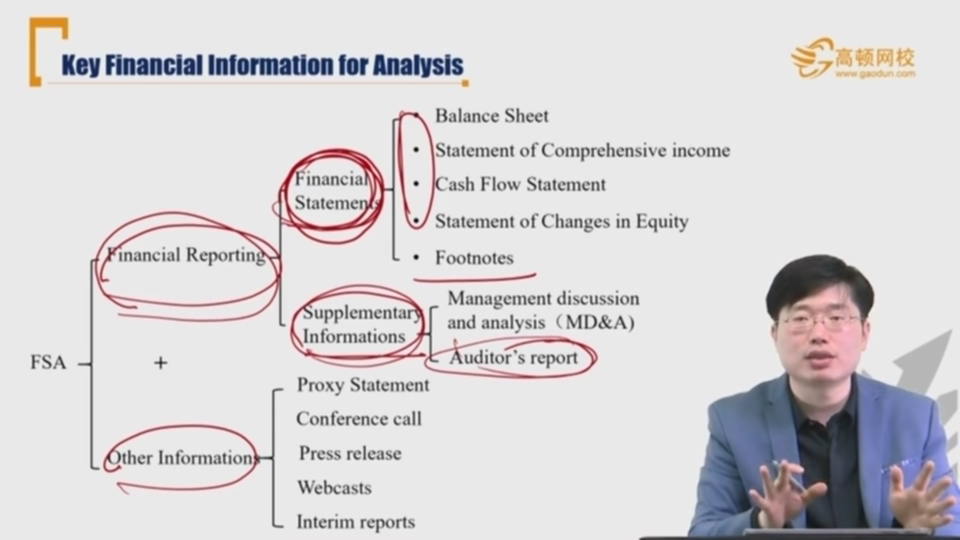 Key Financial Information for Analysis
高顿网校
www.gaodun.com
Balance Sheet
Statement of Comprehensive income
Cash Flow Statement
Statement of Changes in Equity
Footnotes
Financial
Statements
Financial Reporting
Supplementary
Informations
Management discussion
and analysis（MD&A)
Auditor's report
FSA
+
Other Informations
Proxy Statement
Conference call
Press release
Webcasts
Interim reports